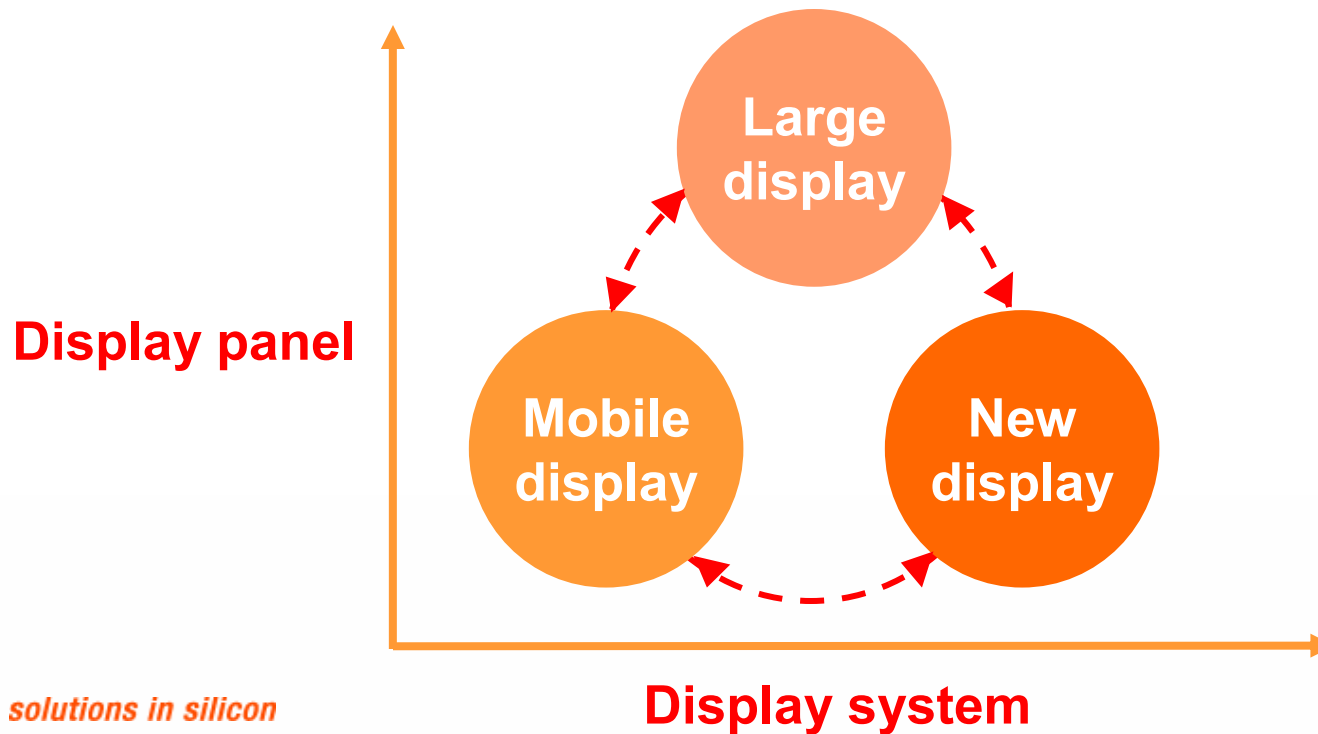 Large
display
Display panel
Mobile
display
New
display
solutions in silicon
Display system